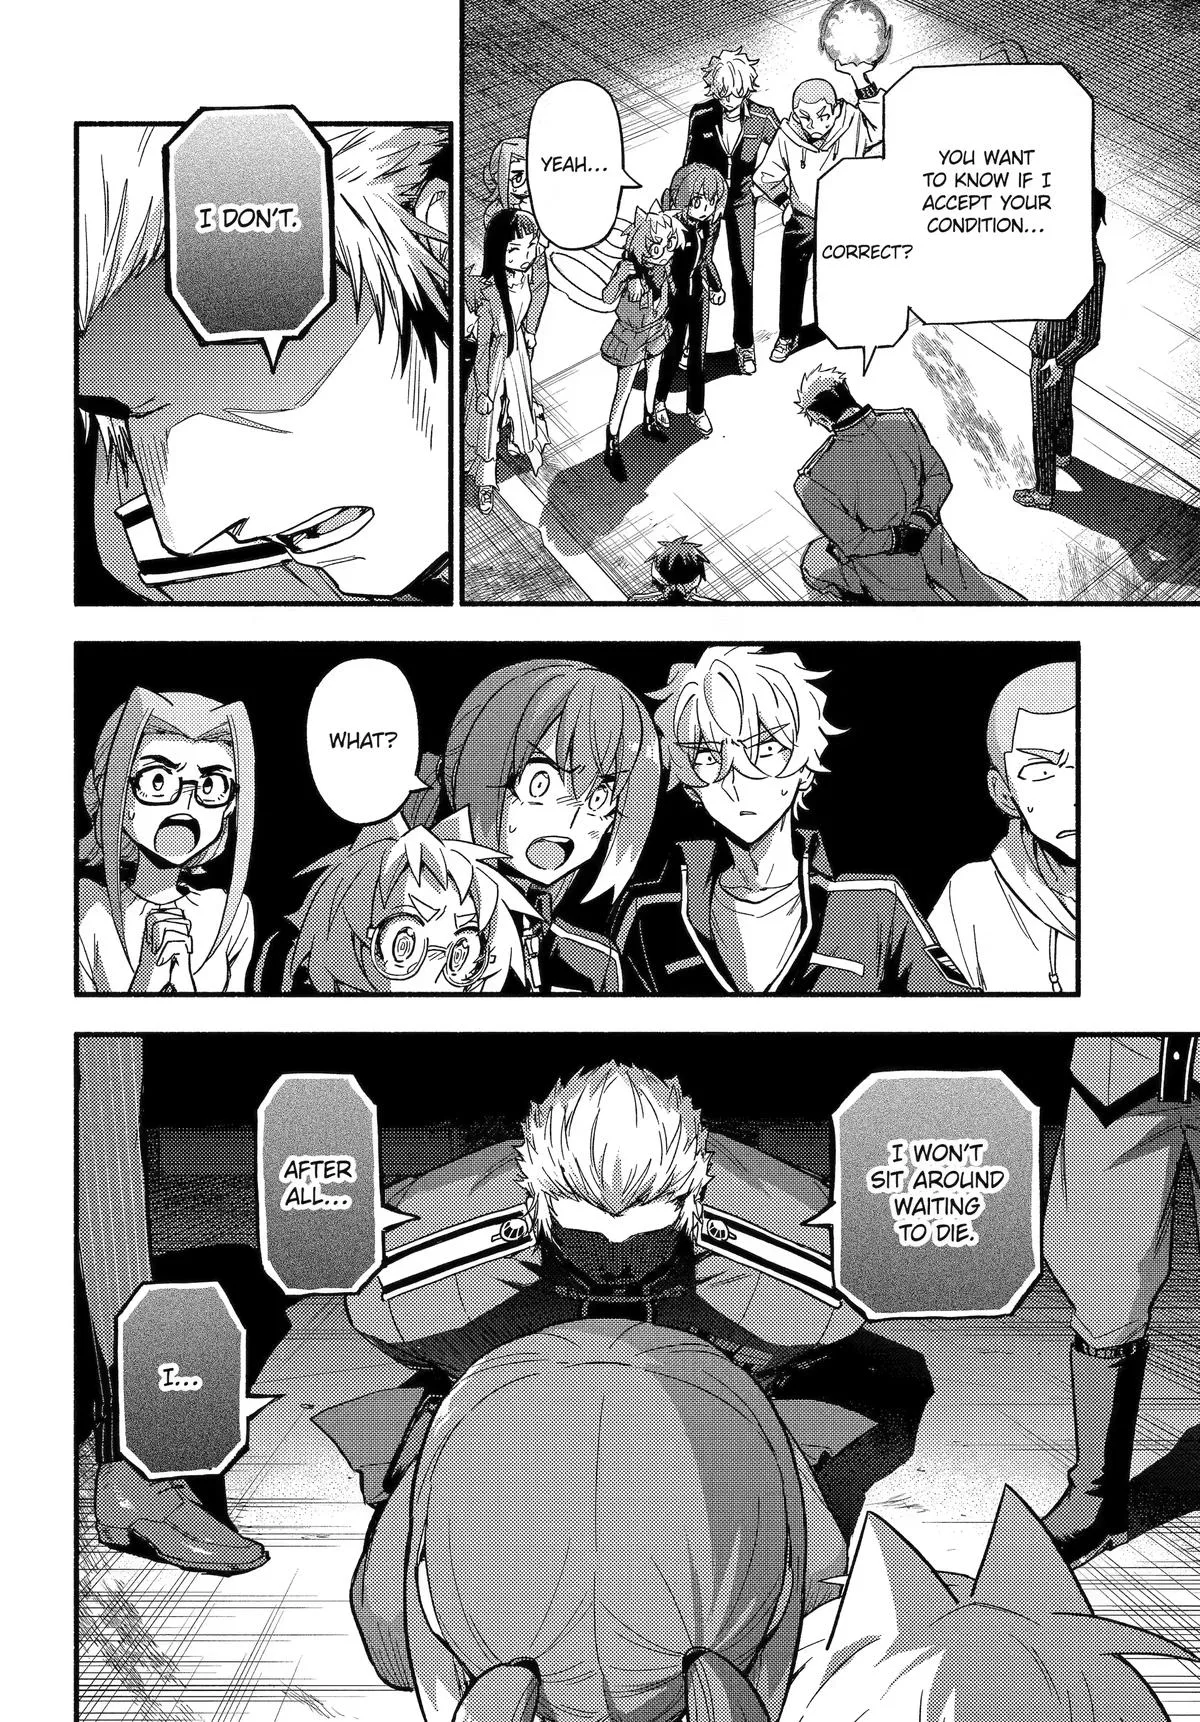 YOU WANT
TO KNOW IF I
ACCEPT YOUR
CONDITION...
CORRECT?
YEAH...
I DON'T.
WHAT?
I WON'T
SIT AROUND
WAITING
TO DIE.
AFTER
ALL...
I...